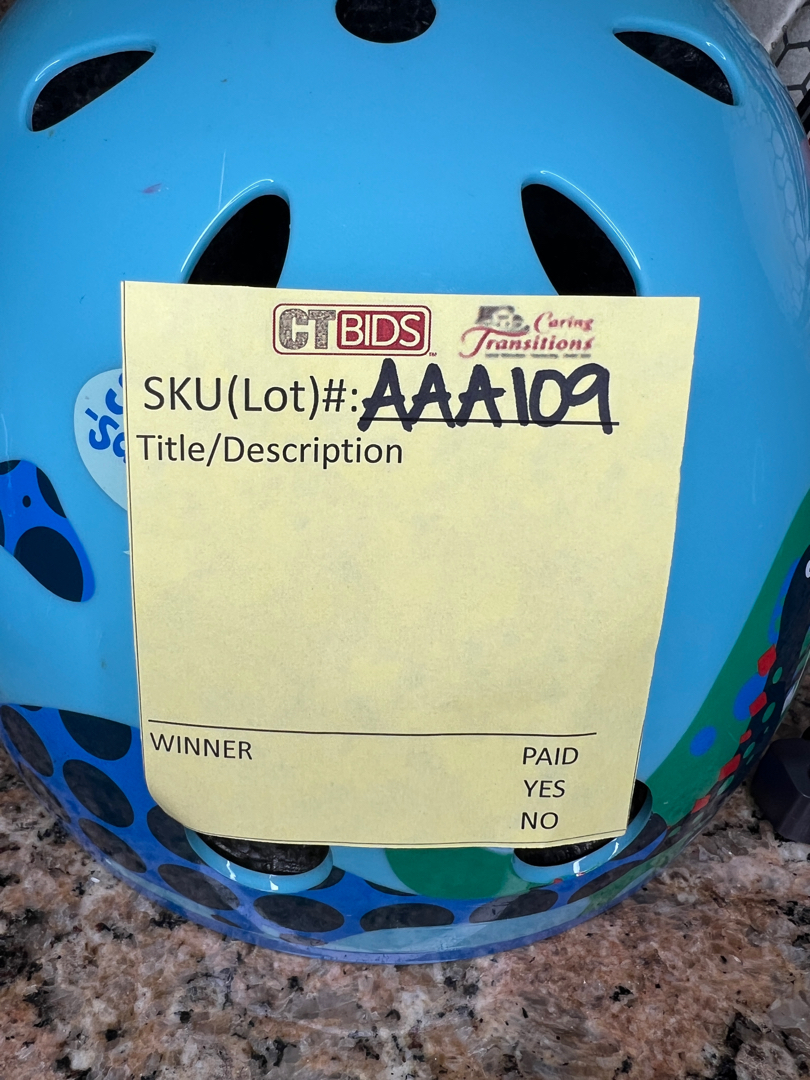 CTBIDS
Caring
Transitions
SKU(Lot)#: AAA109
Title/Description
WINNER
PAID
YES
NO